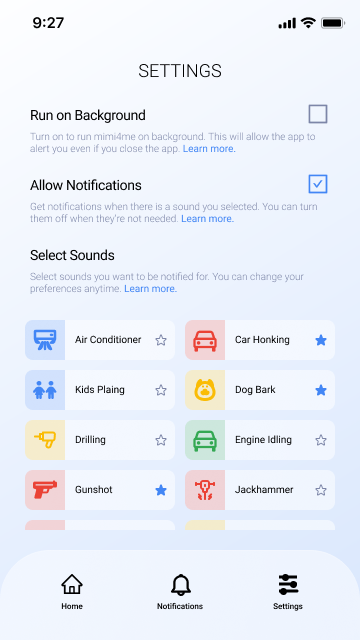 9:27
SETTINGS
Run on Background
Turn on to run mimi4me on background. This will allow the app to
alert you even if you close the app. Learn more.
Allow Notifications
Get notifications when there is a sound you selected. You can turn
them off when they're not needed. Learn more.
Select Sounds
Select sounds you want to be notified for. You can change your
preferences anytime. Learn more.
Air Conditioner
Car Honking
Kids Plaing
Dog Bark
Drilling
Engine Idling
Gunshot
Jackhammer
Home
Notifications
Settings